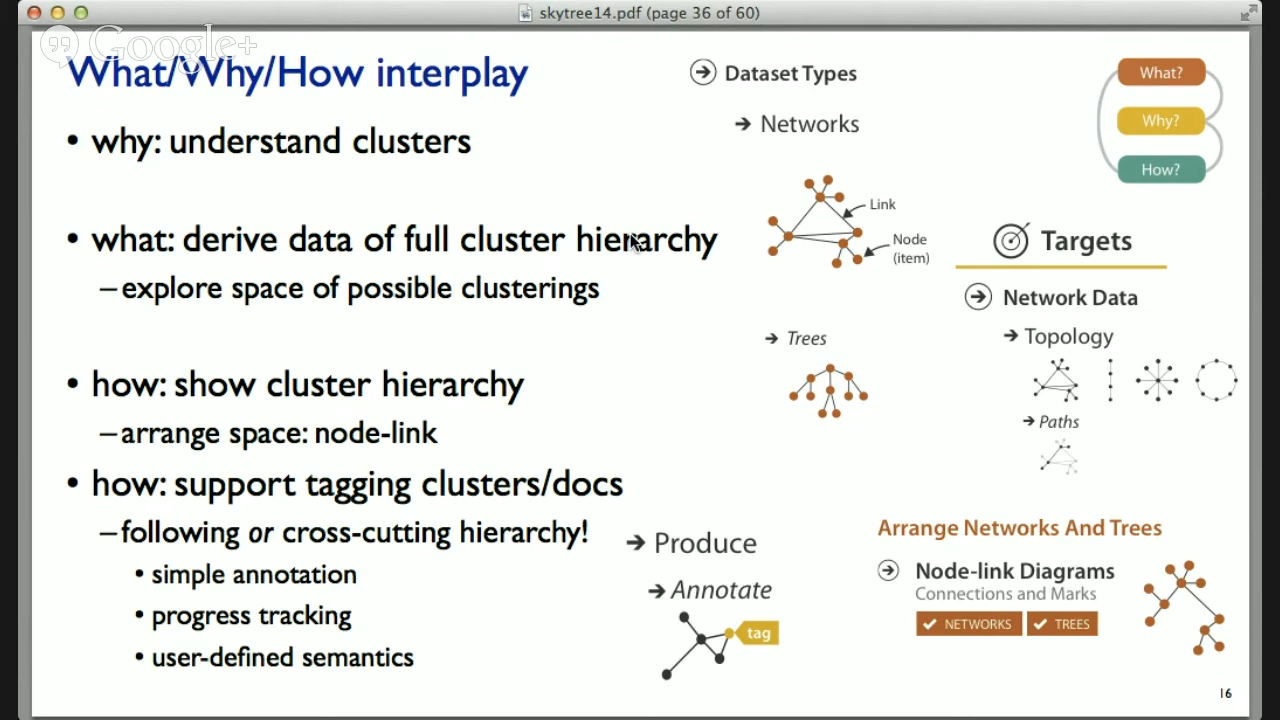 skytree14.pdf (page 36 of 60)
Google+
What/Why/How interplay
• why: understand clusters
• what: derive data of full cluster hierarchy
– explore space of possible clusterings
• how: show cluster hierarchy
– arrange space: node-link
• how: support tagging clusters/docs
– following or cross-cutting hierarchy!
• simple annotation
• progress tracking
• user-defined semantics
Dataset Types
Networks
Link
Node
(item)
Trees
What?
Why?
How?
Targets
Network Data
Topology
Paths
Produce
Annotate
tag
Arrange Networks And Trees
Node-link Diagrams
Connections and Marks
NETWORKS
TREES
16